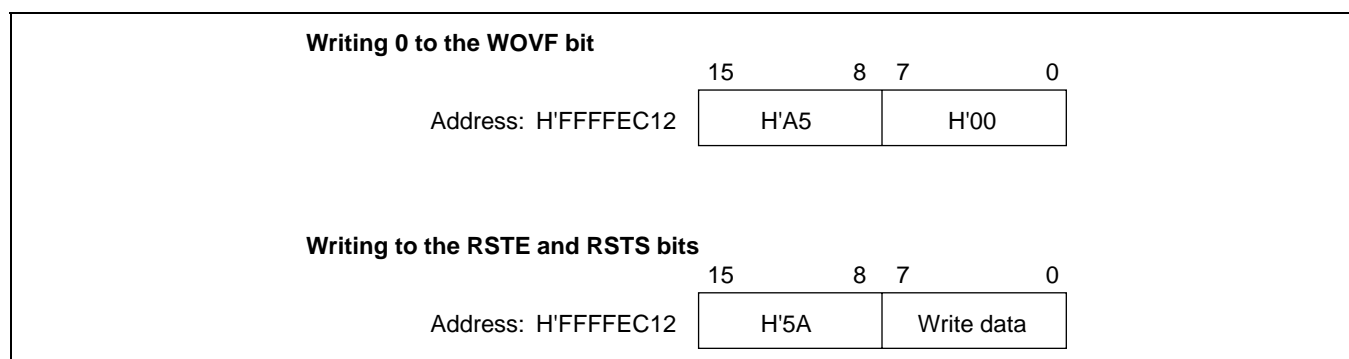 Writing 0 to the WOVF bit
15 8 7 0
Address: H'FFFFEC12 H'A5 H'00
Writing to the RSTE and RSTS bits
15 8 7 0
Address: H'FFFFEC12 H'5A Write data